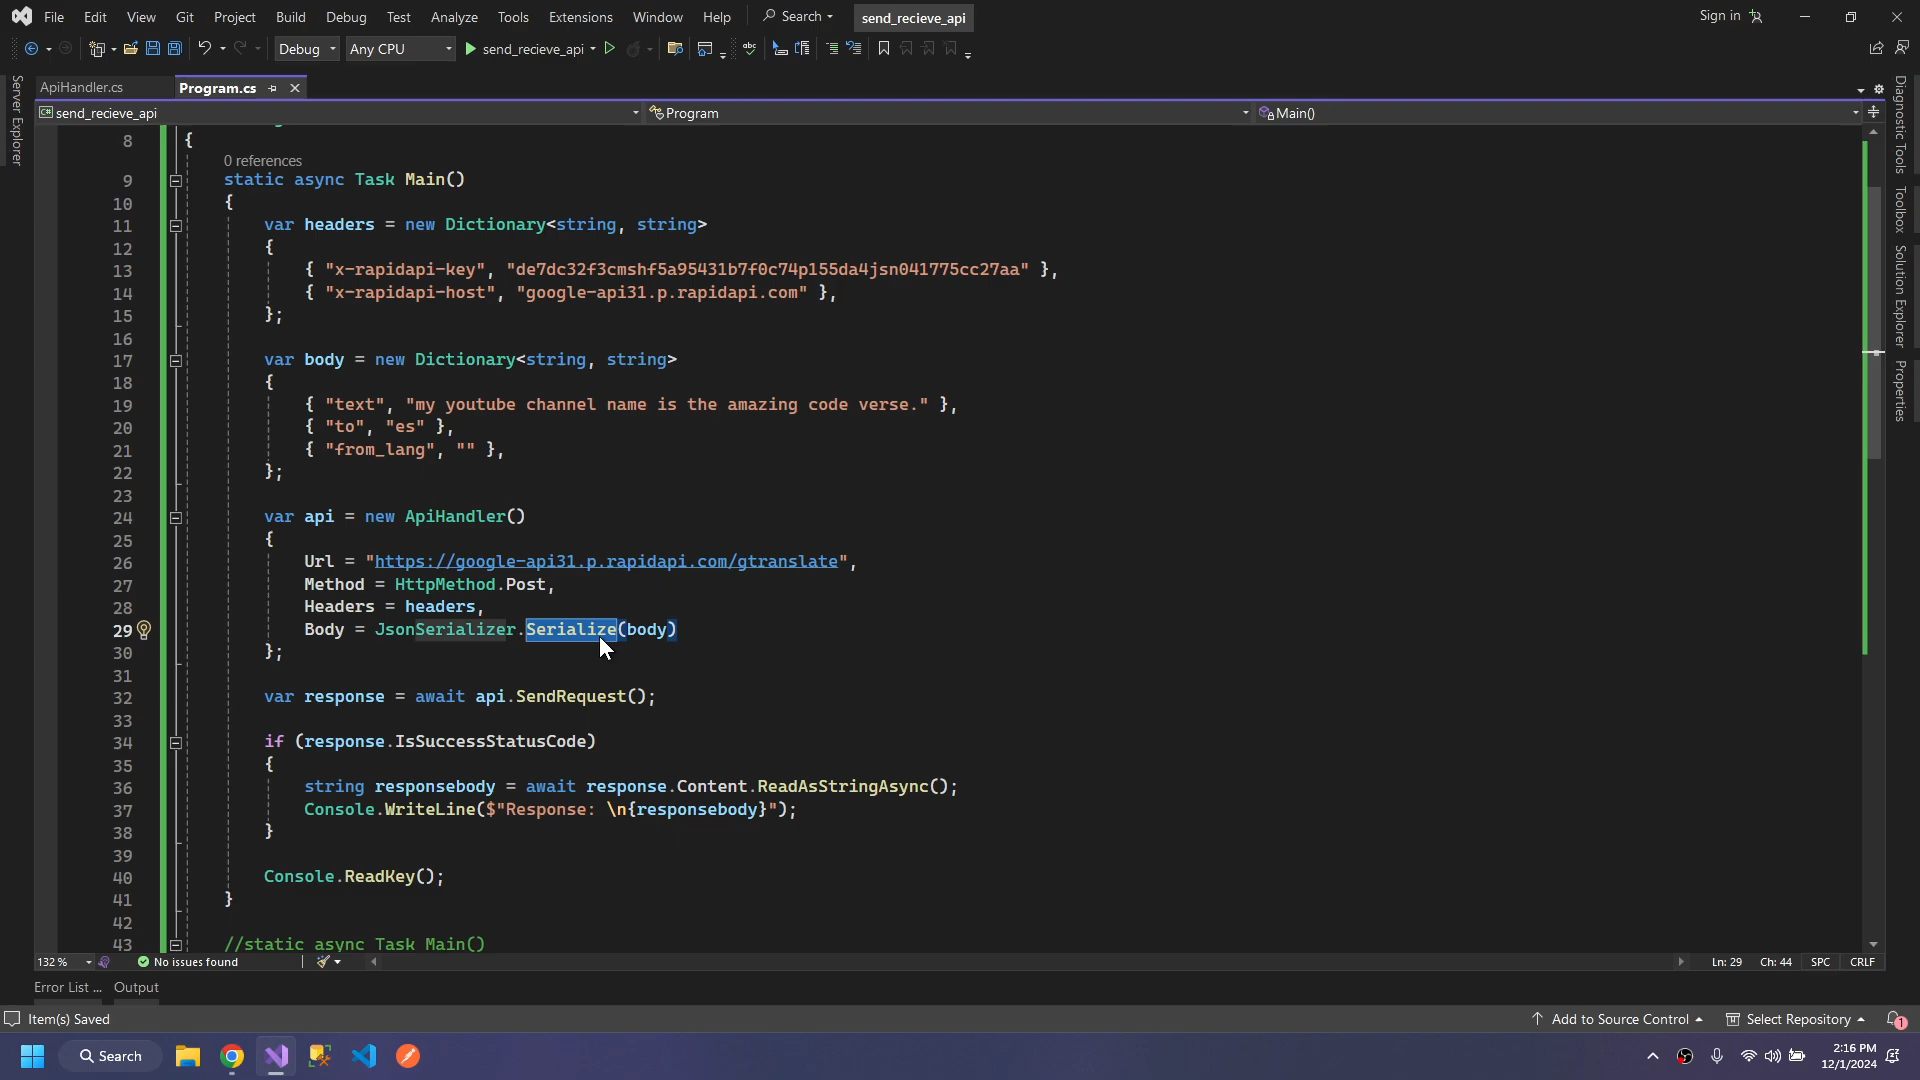 File Edit View Git Project Build Debug Test Analyze Tools Extensions Window Help Search send_recieve_api Sign in
Debug Any CPU send_recieve_api
Server Explorer
ApiHandler.cs Program.cs
send_recieve_api Program Main()
8 {
0 references
9 static async Task Main()
10 {
11 var headers = new Dictionary<string, string>
12 {
13 { "x-rapidapi-key", "de7dc32f3cmshf5a95431b7f0c74p155da4jsn041775cc27aa" },
14 { "x-rapidapi-host", "google-api31.p.rapidapi.com" },
15 };
16
17 var body = new Dictionary<string, string>
18 {
19 { "text", "my youtube channel name is the amazing code verse." },
20 { "to", "es" },
21 { "from_lang", "" },
22 };
23
24 var api = new ApiHandler()
25 {
26 Url = "https://google-api31.p.rapidapi.com/gtranslate",
27 Method = HttpMethod.Post,
28 Headers = headers,
29 Body = JsonSerializer.Serialize(body)
30 };
31
32 var response = await api.SendRequest();
33
34 if (response.IsSuccessStatusCode)
35 {
36 string responsebody = await response.Content.ReadAsStringAsync();
37 Console.WriteLine($"Response: \n{responsebody}");
38 }
39
40 Console.ReadKey();
41 }
42
43 //static async Task Main()
Diagnostic Tools
Toolbox
Solution Explorer
Properties
132 % No issues found Ln: 29 Ch: 44 SPC CRLF
Error List ... Output
Item(s) Saved Add to Source Control Select Repository 1
Search 2:16 PM
12/1/2024